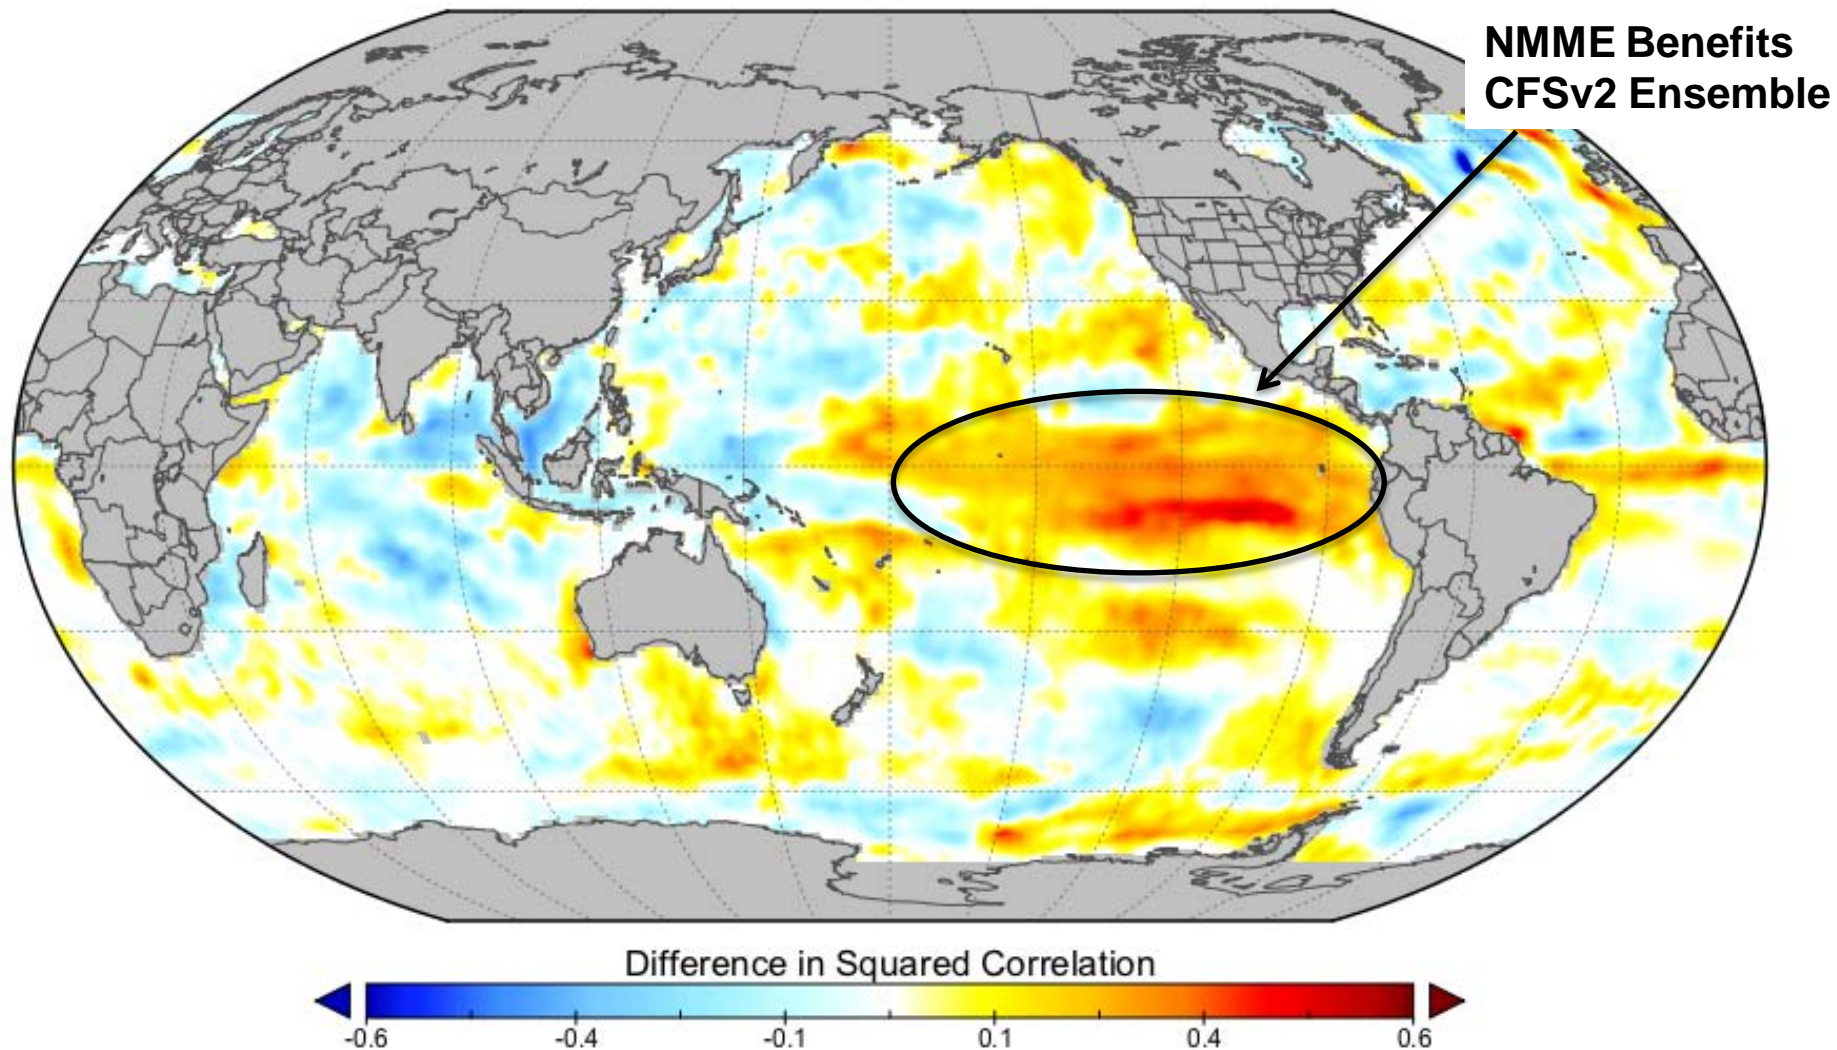 NMME Benefits
CFSv2 Ensemble
Difference in Squared Correlation
-0.6 -0.4 -0.1 0.1 0.4 0.6